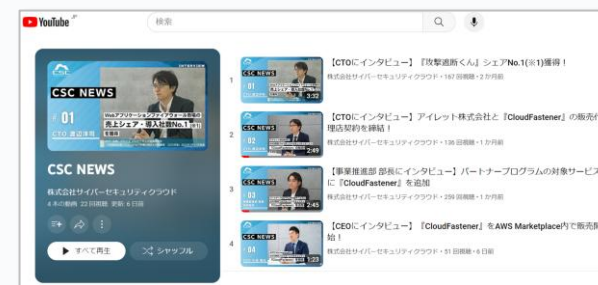 YouTube JP
検索
CSC
CSC NEWS
01
CTO 渡辺洋司
Webアプリケーションファイアウォール市場の
売上シェア・導入社数No.1(※1)
を獲得
CSC NEWS
株式会社サイバーセキュリティクラウド
4 本の動画 22 回視聴 更新: 6 日前
すべて再生
シャッフル
1
CSC NEWS
01
3:32
【CTOにインタビュー】『攻撃遮断くん』シェアNo.1(※1)獲得！
株式会社サイバーセキュリティクラウド・187 回視聴・2 か月前
2
CSC NEWS
02
2:49
【CTOにインタビュー】アイレット株式会社と『CloudFastener』の販売代
理店契約を締結！
株式会社サイバーセキュリティクラウド・136 回視聴・1 か月前
3
CSC NEWS
03
2:45
【事業推進部 部長にインタビュー】パートナープログラムの対象サービス
に『CloudFastener』を追加
株式会社サイバーセキュリティクラウド・259 回視聴・1 か月前
4
CSC NEWS
04
1:23
【CEOにインタビュー】『CloudFastener』をAWS Marketplace内で販売開
始！
株式会社サイバーセキュリティクラウド・51 回視聴・6 日前